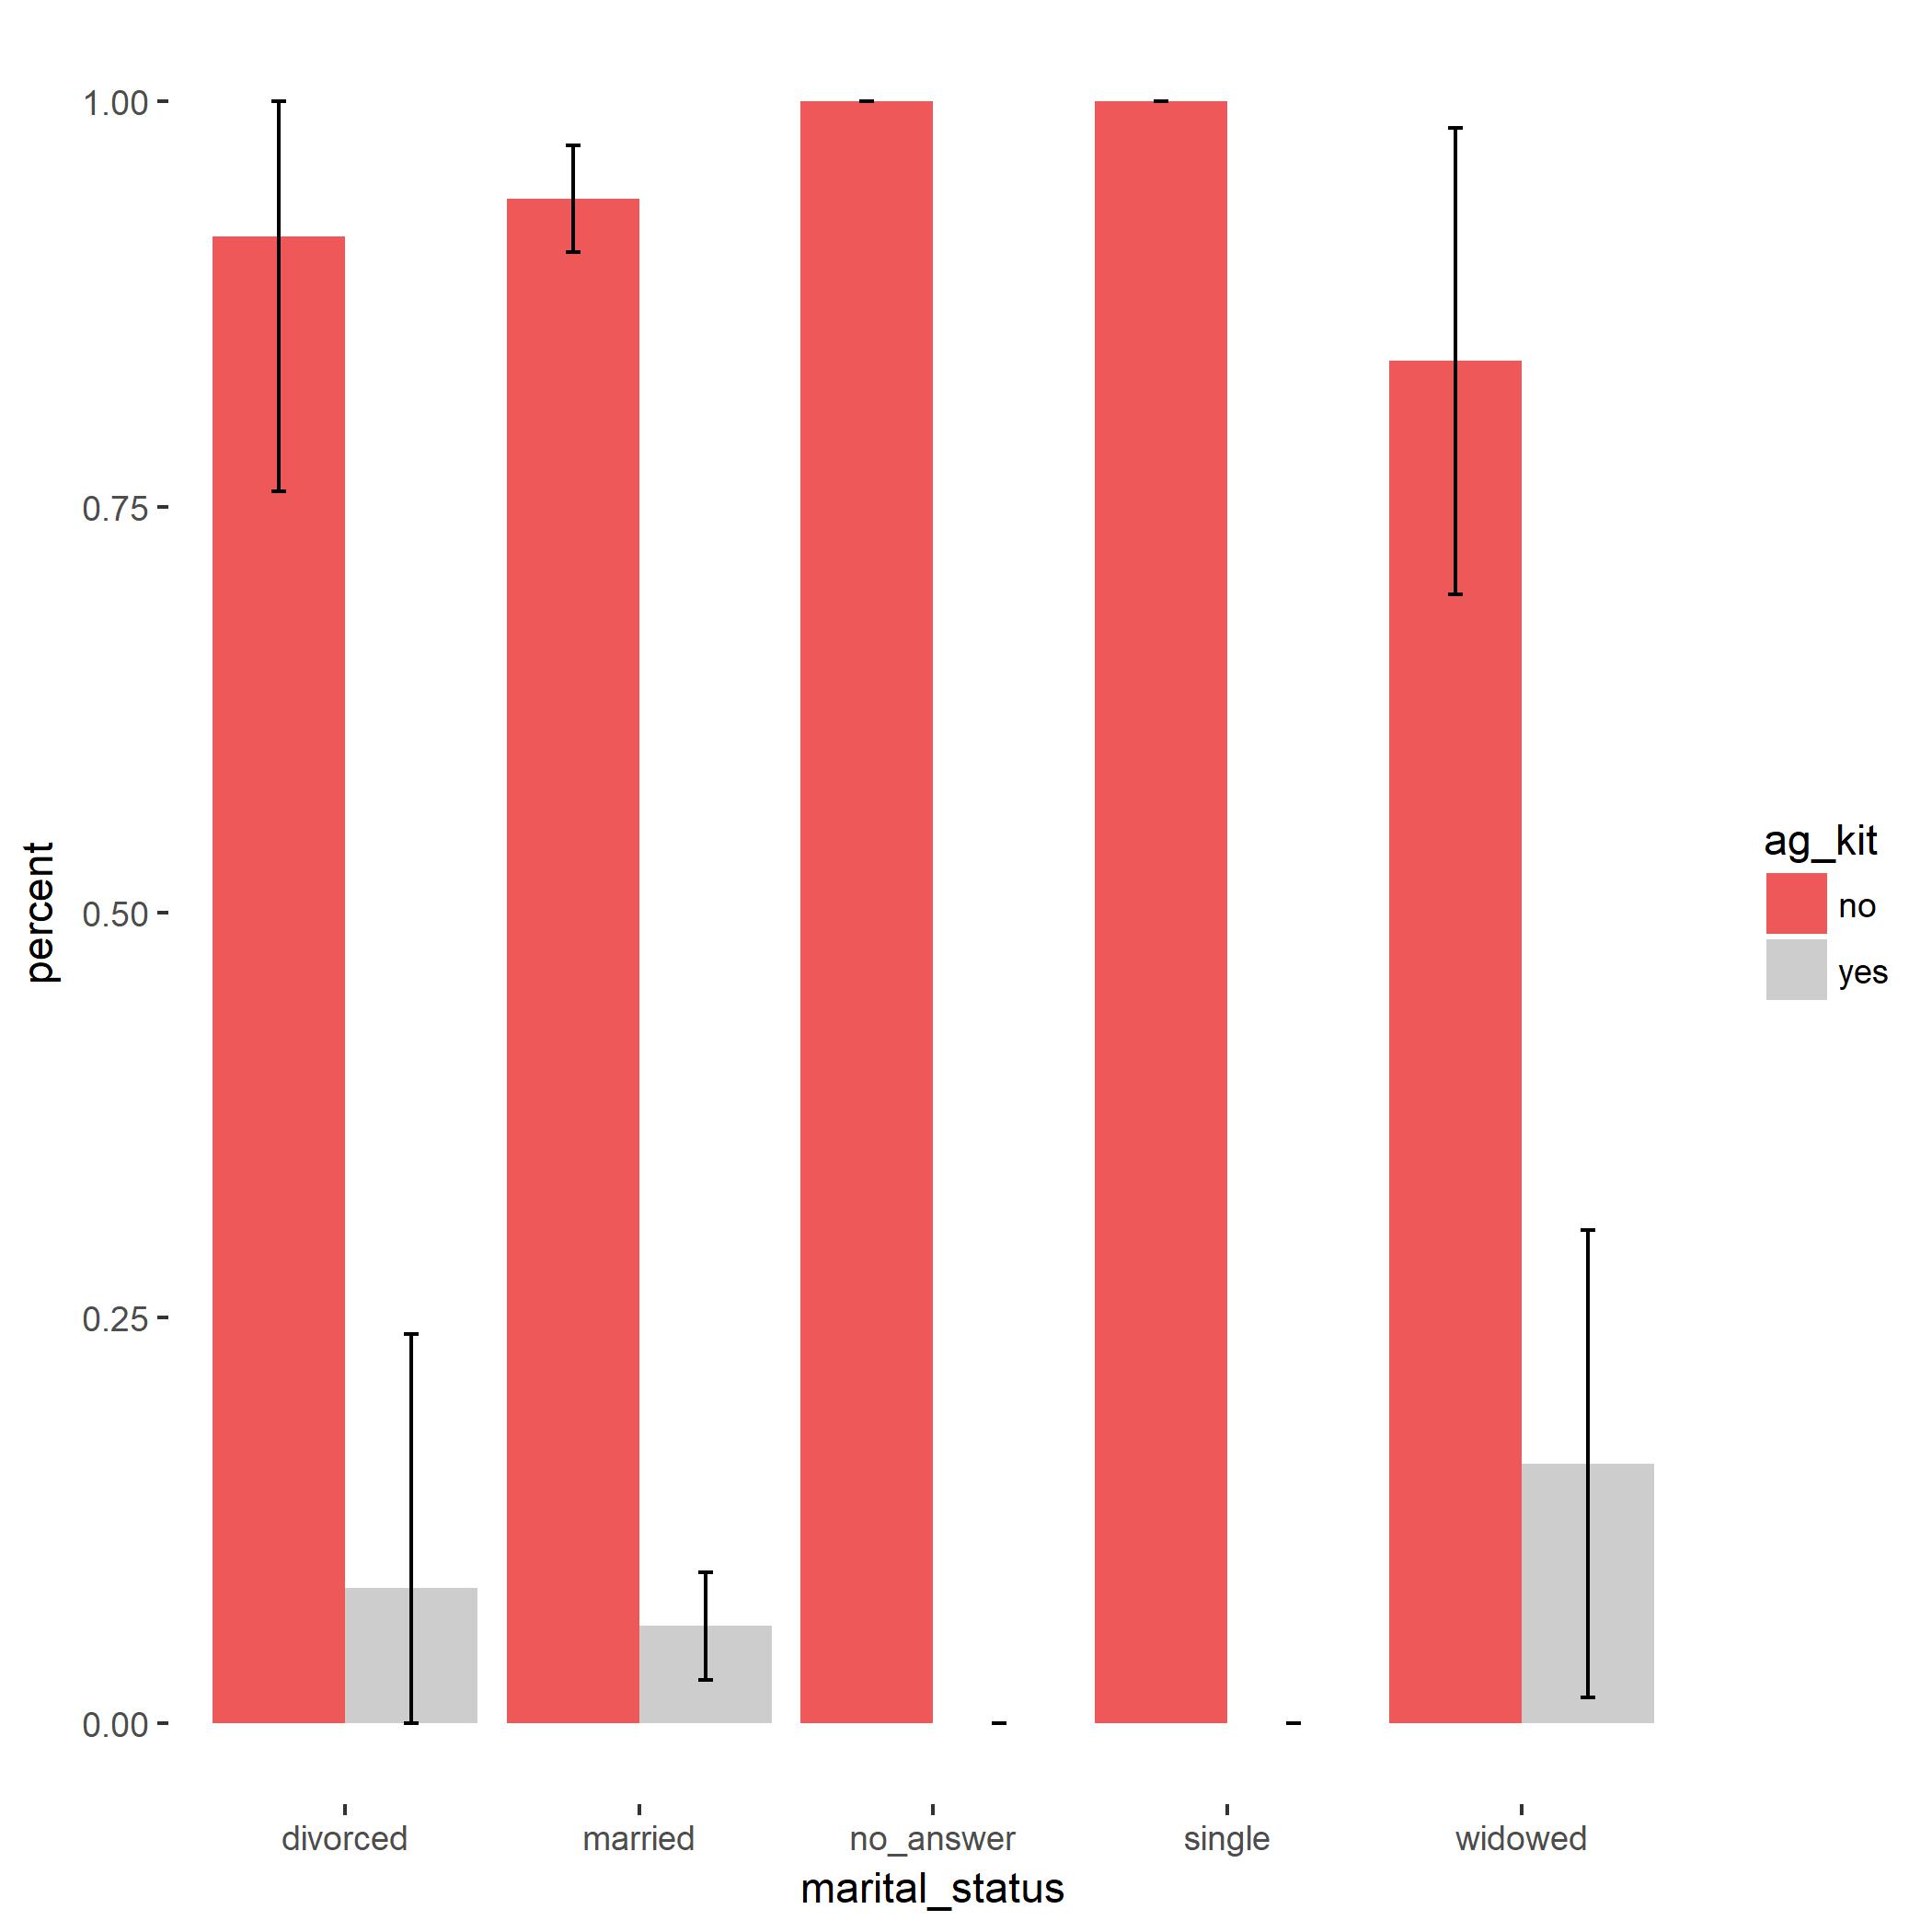 1.00
0.75
0.50
0.25
0.00
percent
divorced married no_answer single widowed
marital_status
ag_kit
no
yes